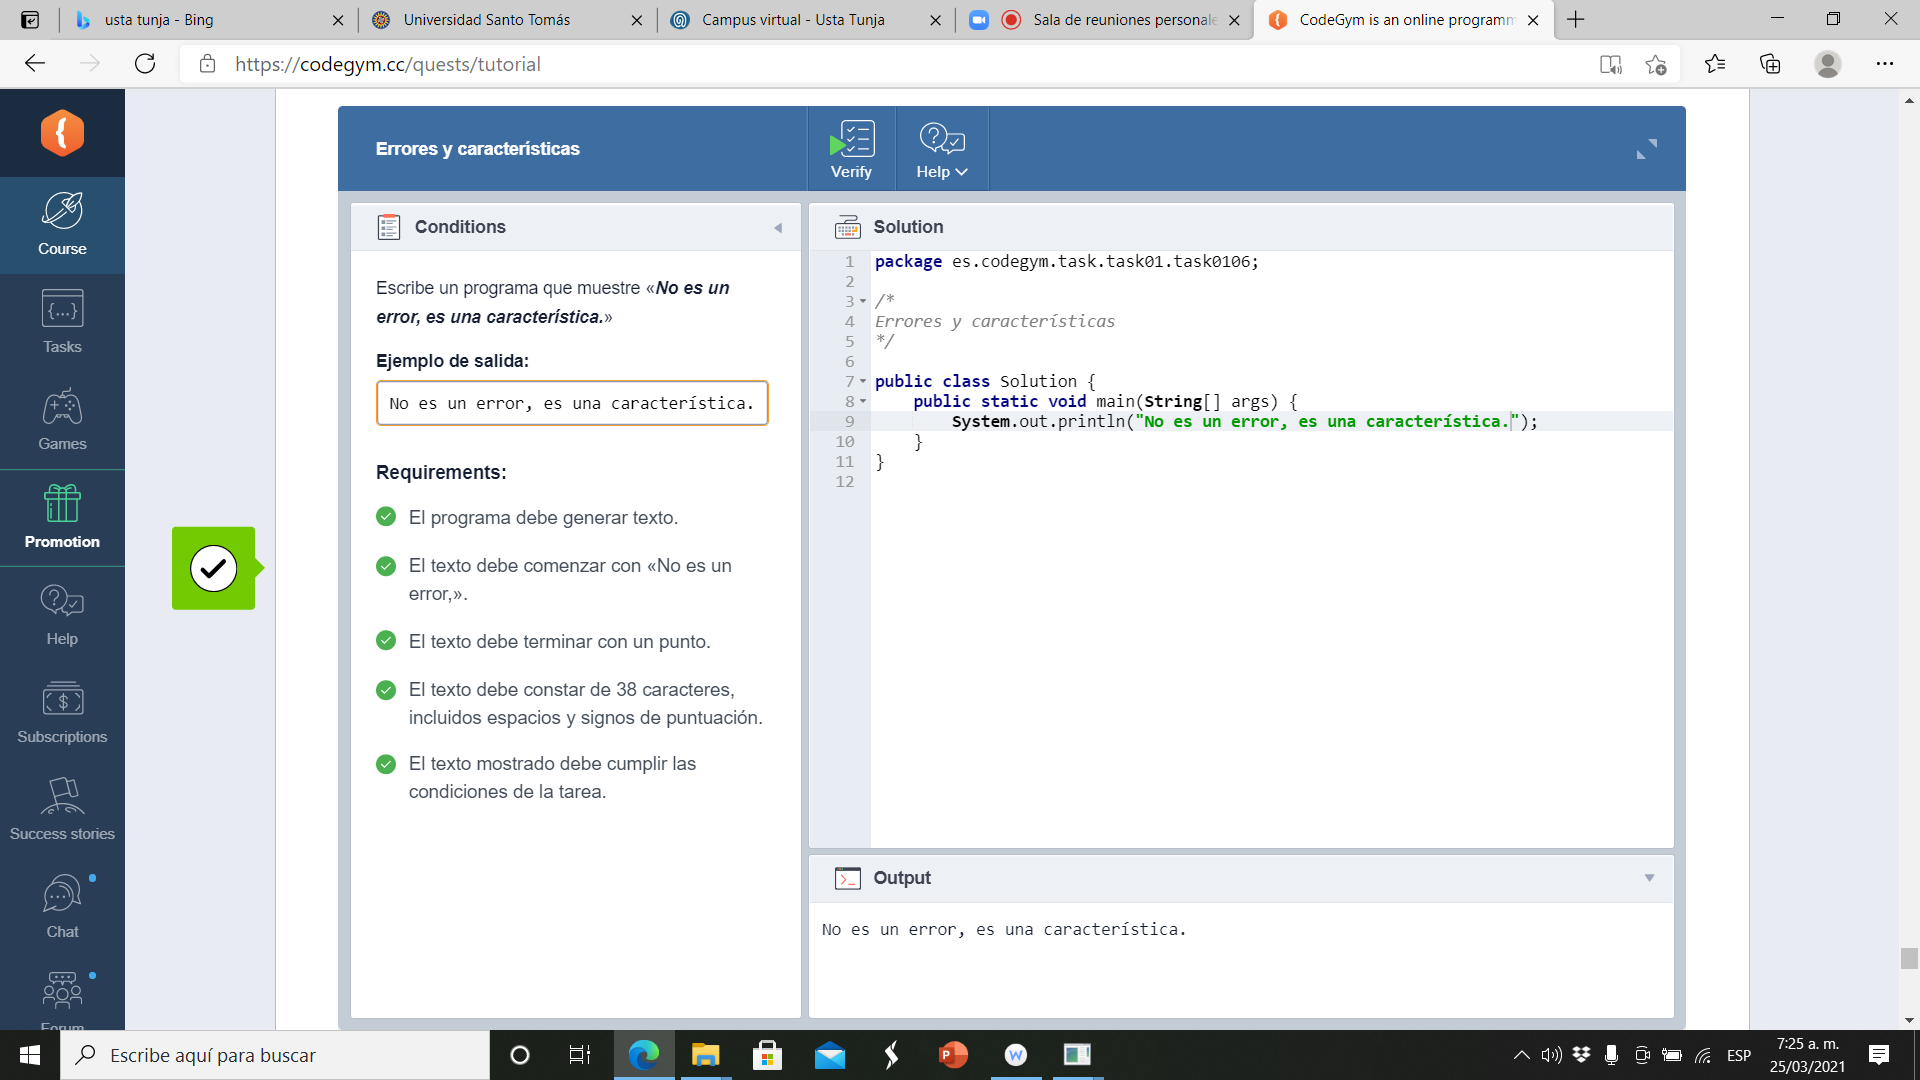 usta tunja - Bing
Universidad Santo Tomás
Campus virtual - Usta Tunja
Sala de reuniones personale
CodeGym is an online programm
https://codegym.cc/quests/tutorial
Course
Tasks
Games
Promotion
Help
Subscriptions
Success stories
Chat
Forum
Errores y características
Verify
Help
Conditions
Escribe un programa que muestre «No es un
error, es una característica.»
Ejemplo de salida:
No es un error, es una característica.
Requirements:
El programa debe generar texto.
El texto debe comenzar con «No es un
error,».
El texto debe terminar con un punto.
El texto debe constar de 38 caracteres,
incluidos espacios y signos de puntuación.
El texto mostrado debe cumplir las
condiciones de la tarea.
Solution
1 package es.codegym.task.task01.task0106;
2
3 /*
4 Errores y características
5 */
6
7 public class Solution {
8 public static void main(String[] args) {
9 System.out.println("No es un error, es una característica.");
10 }
11 }
12
Output
No es un error, es una característica.
Escribe aquí para buscar
ESP
7:25 a. m.
25/03/2021